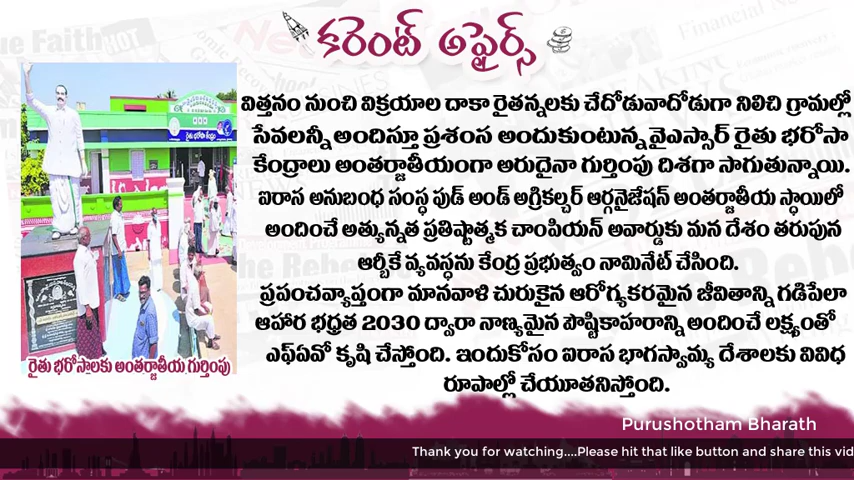 కరెంట్ అఫైర్స్
విత్తనం నుంచి విక్రయాల దాకా రైతన్నలకు చేదోడువాదోడుగా నిలిచి గ్రామల్లో
సేవలన్నీ అందిస్తూ ప్రశంస అందుకుంటున్న వైఎస్సార్ రైతు భరోసా
కేంద్రాలు అంతర్జాతీయంగా అరుదైనా గుర్తింపు దిశగా సాగుతున్నాయి.
ఐరాస అనుబంధ సంస్థ పుడ్ అండ్ అగ్రికల్చర్ ఆర్గనైజేషన్ అంతర్జాతీయ స్థాయిలో
అందించే అత్యున్నత ప్రతిష్టాత్మక చాంపియన్ అవార్డుకు మన దేశం తరుపున
ఆర్బీకే వ్యవస్థను కేంద్ర ప్రభుత్వం నామినేట్ చేసింది.
ప్రపంచవ్యాప్తంగా మానవాళి చురుకైన ఆరోగ్యకరమైన జీవితాన్ని గడిపేలా
ఆహార భద్రత 2030 ద్వారా నాణ్యమైన పౌష్టికాహరాన్ని అందించే లక్ష్యంతో
ఎఫ్ఏవో కృషి చేస్తోంది. ఇందుకోసం ఐరాస భాగస్వామ్య దేశాలకు వివిధ
రూపాల్లో చేయూతనిస్తోంది.
రైతు భరోసాలకు అంతర్జాతీయ గుర్తింపు
Purushotham Bharath
Thank you for watching....Please hit that like button and share this vid